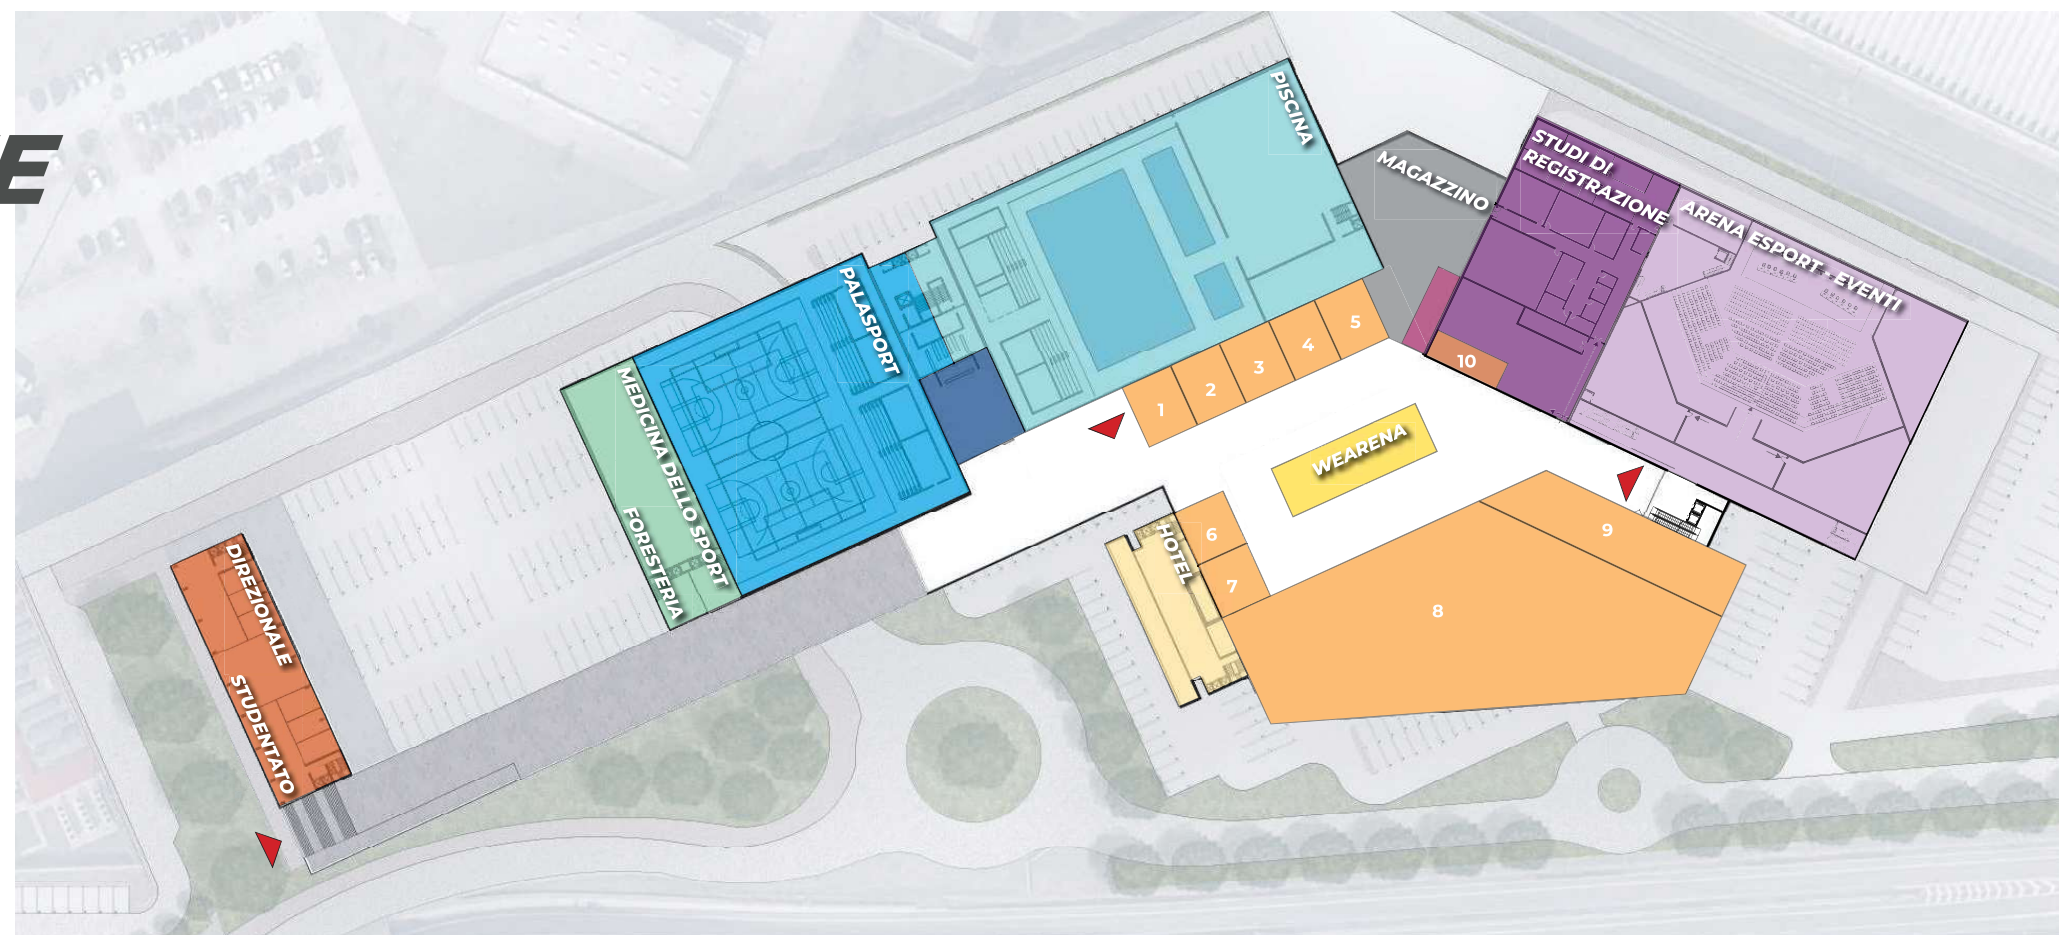 E
PISCINA
MAGAZZINO
STUDI DI
REGISTRAZIONE
ARENA ESPORT - EVENTI
PALASPORT
MEDICINA DELLO SPORT
FORESTERIA
DIREZIONALE
STUDENTATO
HOTEL
WEARENA
1
2
3
4
5
6
7
8
9
10